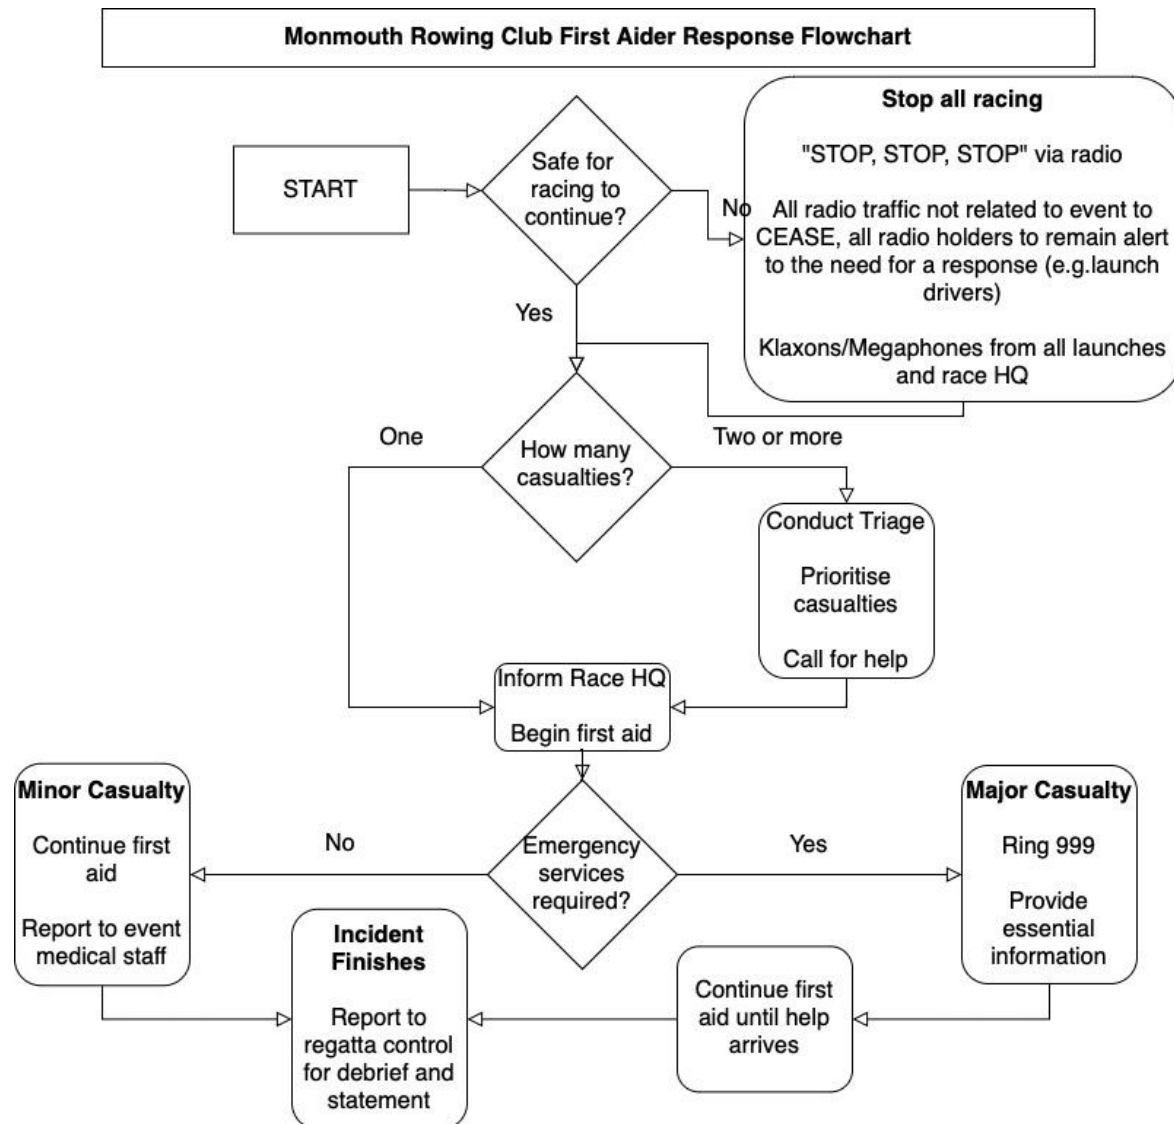 Monmouth Rowing Club First Aider Response Flowchart
START
Safe for
racing to
continue?
No
Stop all racing
"STOP, STOP, STOP" via radio
All radio traffic not related to event to
CEASE, all radio holders to remain alert
to the need for a response (e.g.launch
drivers)
Klaxons/Megaphones from all launches
and race HQ
Yes
How many
casualties?
One
Two or more
Conduct Triage
Prioritise
casualties
Call for help
Inform Race HQ
Begin first aid
Emergency
services
required?
No
Yes
Minor Casualty
Continue first
aid
Report to event
medical staff
Major Casualty
Ring 999
Provide
essential
information
Continue first
aid until help
arrives
Incident
Finishes
Report to
regatta control
for debrief and
statement